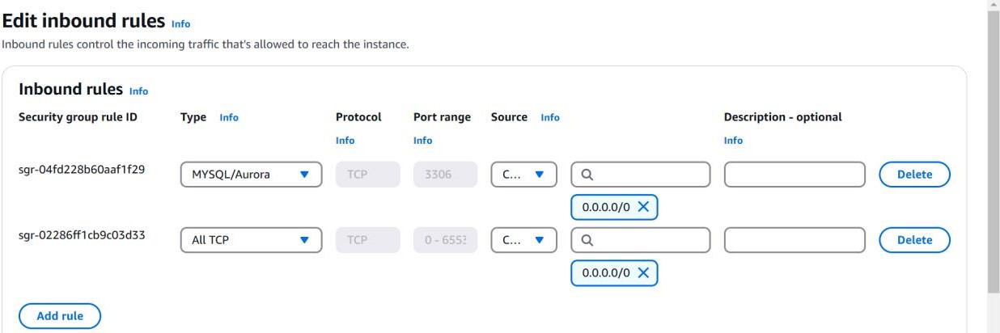 Edit inbound rules Info
Inbound rules control the incoming traffic that's allowed to reach the instance.
Inbound rules Info
Security group rule ID Type Info Protocol Info Port range Info Source Info Description - optional Info
sgr-04fd228b60aaf1f29 MYSQL/Aurora TCP 3306 C... Delete
0.0.0.0/0
sgr-02286ff1cb9c03d33 All TCP TCP 0 - 6553 C... Delete
0.0.0.0/0
Add rule